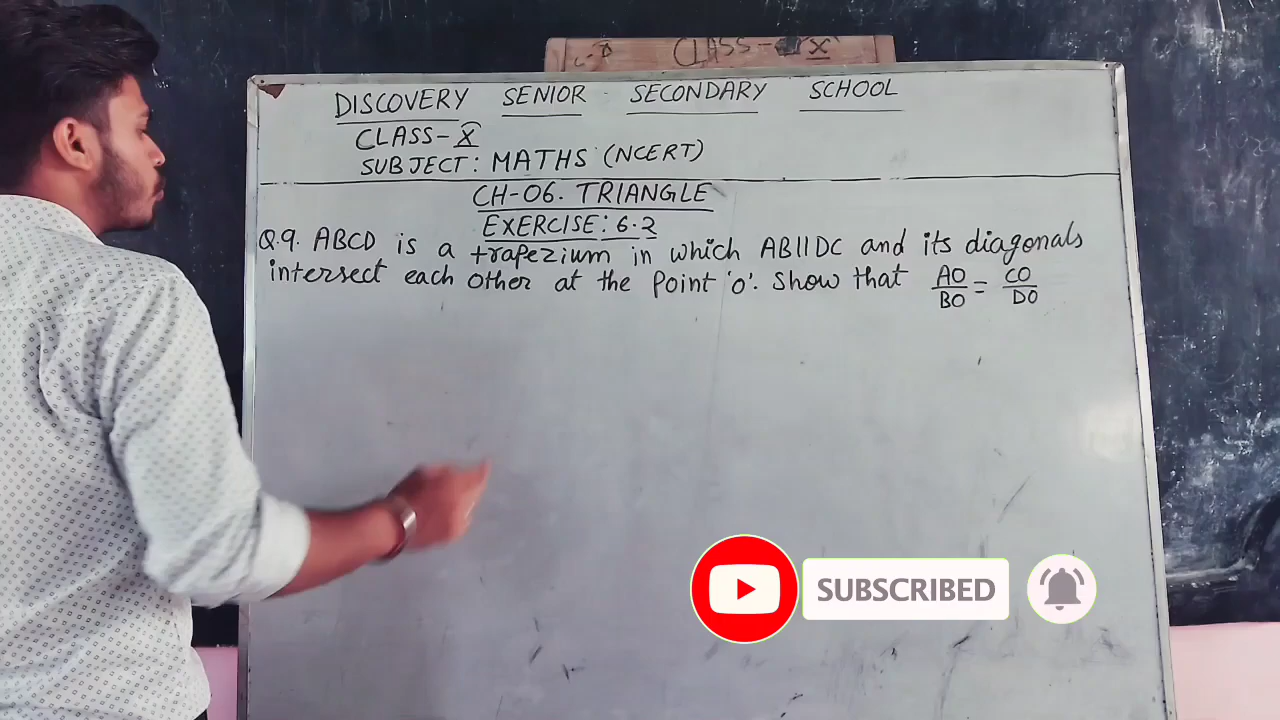 CLASS- X
DISCOVERY SENIOR SECONDARY SCHOOL
CLASS- X
SUBJECT: MATHS (NCERT)
CH-06. TRIANGLE
EXERCISE: 6.2
Q.9. ABCD is a trapezium in which AB||DC and its diagonals
intersect each other at the Point 'O'. Show that AO/BO = CO/DO
SUBSCRIBED